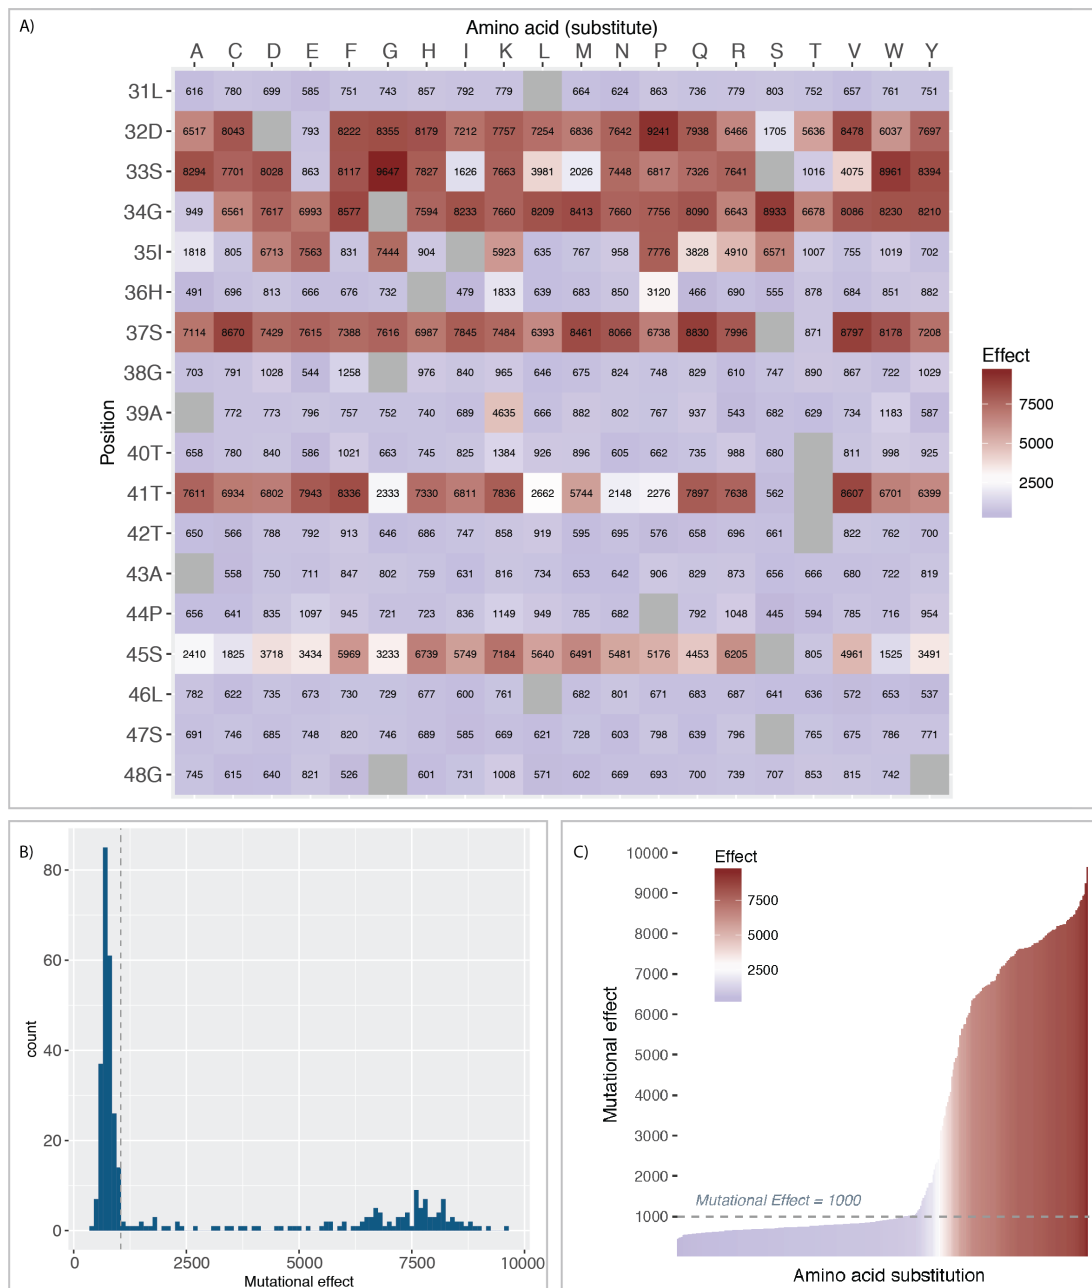 A)
Amino acid (substitute)
A C D E F G H I K L M N P Q R S T V W Y
31L 616 780 699 585 751 743 857 792 779 664 624 863 736 779 803 752 657 761 751
32D 6517 8043 793 8222 8355 8179 7212 7757 7254 6836 7642 9241 7938 6466 1705 5636 8478 6037 7697
33S 8294 7701 8028 863 8117 9647 7827 1626 7663 3981 2026 7448 6817 7326 7641 1016 4075 8961 8394
34G 949 6561 7617 6993 8577 7594 8233 7660 8209 8413 7660 7756 8090 6643 8933 6678 8086 8230 8210
35I 1818 805 6713 7563 831 7444 904 5923 635 767 958 7776 3828 4910 6571 1007 755 1019 702
36H 491 696 813 666 676 732 479 1833 639 683 850 3120 466 690 555 878 684 851 882
37S 7114 8670 7429 7615 7388 7616 6987 7845 7484 6393 8461 8066 6738 8830 7996 871 8797 8178 7208
38G 703 791 1028 544 1258 976 840 965 646 675 824 748 829 610 747 890 867 722 1029
39A 772 773 796 757 752 740 689 4635 666 882 802 767 937 543 682 629 734 1183 587
40T 658 780 840 586 1021 663 745 825 1384 926 896 605 662 735 988 680 811 998 925
41T 7611 6934 6802 7943 8336 2333 7330 6811 7836 2662 5744 2148 2276 7897 7638 562 8607 6701 6399
42T 650 566 788 792 913 646 686 747 858 919 595 695 576 658 696 661 822 762 700
43A 558 750 711 847 802 759 631 816 734 653 642 906 829 873 656 666 680 722 819
44P 656 641 835 1097 945 721 723 836 1149 949 785 682 792 1048 445 594 785 716 954
45S 2410 1825 3718 3434 5969 3233 6739 5749 7184 5640 6491 5481 5176 4453 6205 805 4961 1525 3491
46L 782 622 735 673 730 729 677 600 761 682 801 671 683 687 641 636 572 653 537
47S 691 746 685 748 820 746 689 585 669 621 728 603 798 639 796 765 675 786 771
48G 745 615 640 821 526 601 731 1008 571 602 669 693 700 739 707 853 815 742
Position
Effect
7500
5000
2500
B)
80
60
40
20
0
count
0 2500 5000 7500 10000
Mutational effect
C)
10000
9000
8000
7000
6000
5000
4000
3000
2000
1000
Mutational effect
Effect
7500
5000
2500
Mutational Effect = 1000
Amino acid substitution